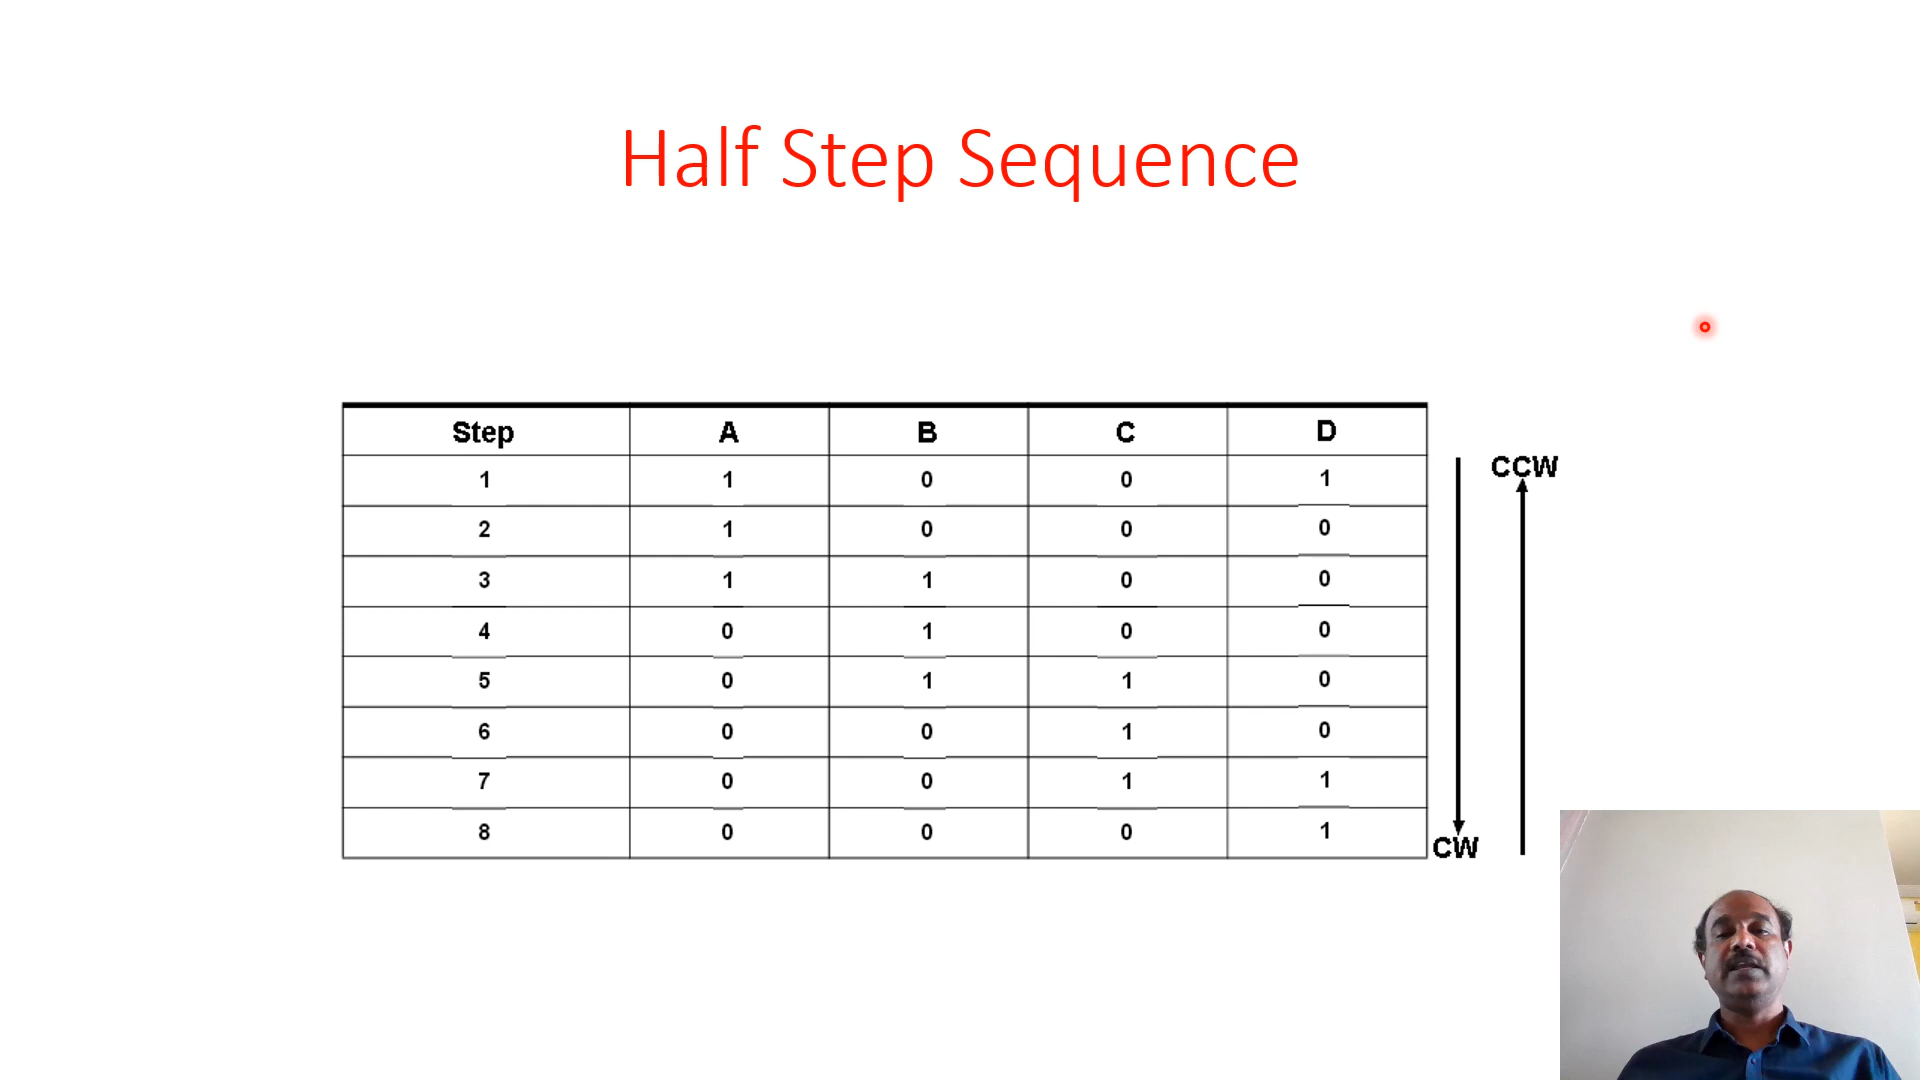 Half Step Sequence
Step A B C D
1 1 0 0 1
2 1 0 0 0
3 1 1 0 0
4 0 1 0 0
5 0 1 1 0
6 0 0 1 0
7 0 0 1 1
8 0 0 0 1
CCW
CW